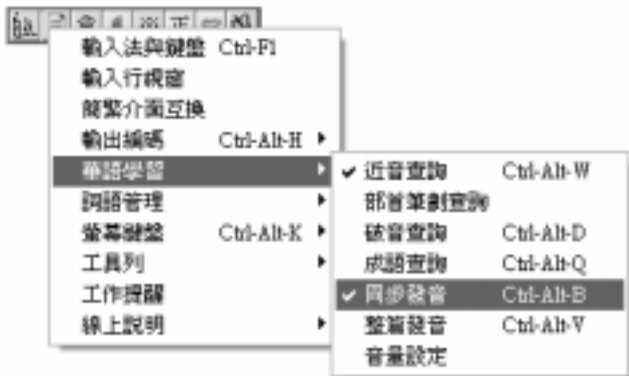 輸入法與鍵盤 Ctrl-F1
輸入行視窗
簡繁介面互換
輸出編碼 Ctrl-Alt-H
華語學習
詞語管理
螢幕鍵盤 Ctrl-Alt-K
工具列
工作提醒
線上說明
近音查詢 Ctrl-Alt-W
部首筆劃查詢
破音查詢 Ctrl-Alt-D
成語查詢 Ctrl-Alt-Q
同步發音 Ctrl-Alt-B
整篇發音 Ctrl-Alt-V
音量設定